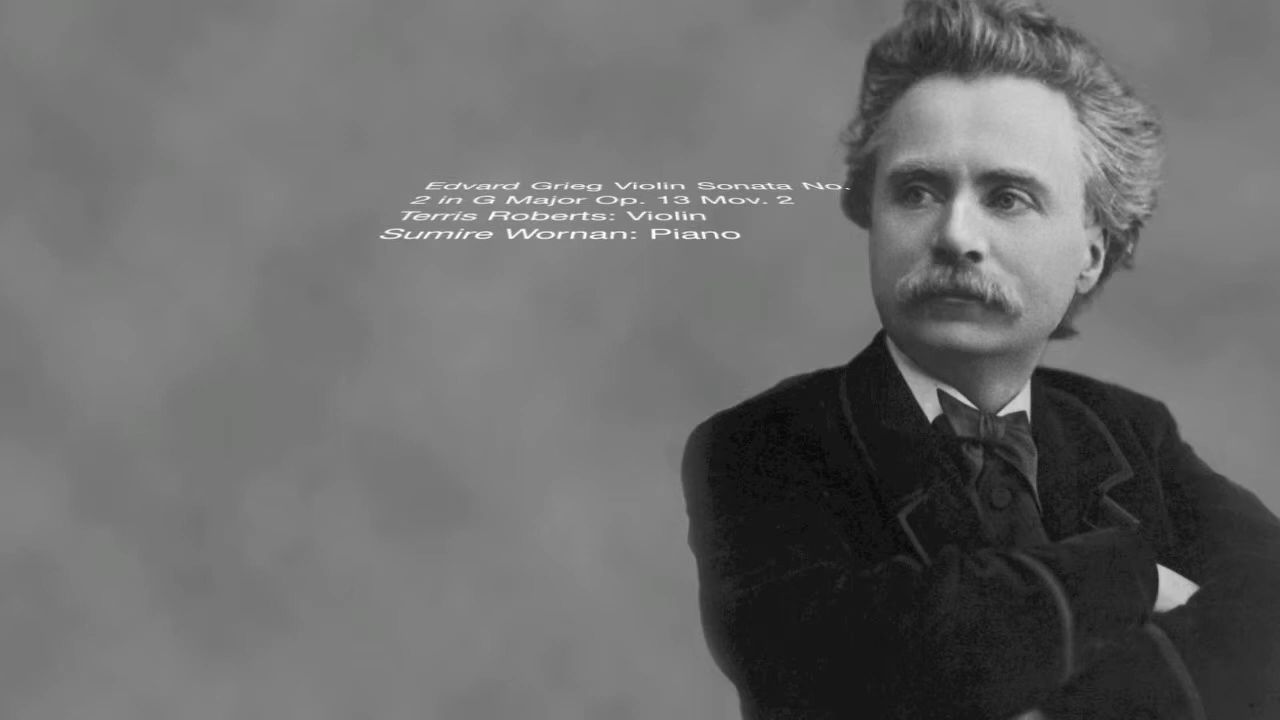 Edvard Grieg Violin Sonata No.
2 in G Major Op. 13 Mov. 2
Terris Roberts: Violin
Sumire Wornan: Piano